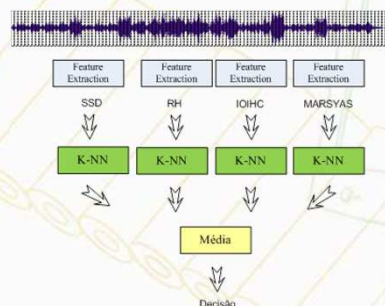 Feature Extraction
Feature Extraction
Feature Extraction
Feature Extraction
SSD
RH
IOIHC
MARSYAS
K-NN
K-NN
K-NN
K-NN
Média
Decisão